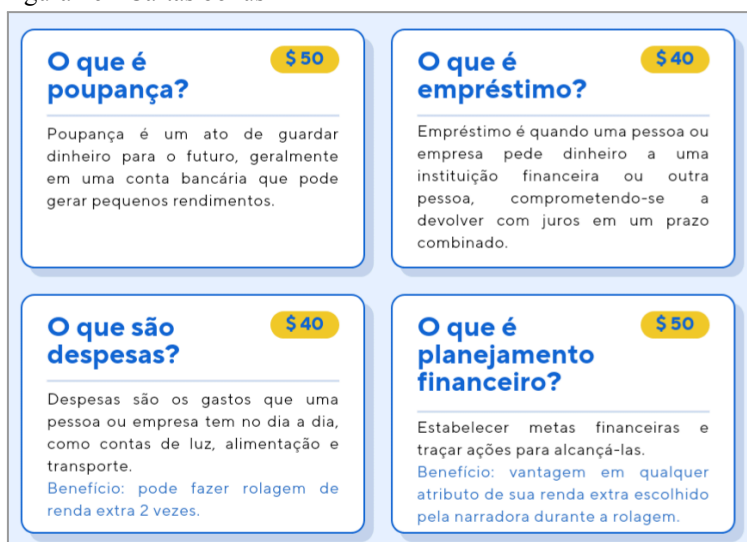 O que é
poupança?
$ 50
Poupança é um ato de guardar
dinheiro para o futuro, geralmente
em uma conta bancária que pode
gerar pequenos rendimentos.
O que é
empréstimo?
$ 40
Empréstimo é quando uma pessoa ou
empresa pede dinheiro a uma
instituição financeira ou outra
pessoa, comprometendo-se a
devolver com juros em um prazo
combinado.
O que são
despesas?
$ 40
Despesas são os gastos que uma
pessoa ou empresa tem no dia a dia,
como contas de luz, alimentação e
transporte.
Benefício: pode fazer rolagem de
renda extra 2 vezes.
O que é
planejamento
financeiro?
$ 50
Estabelecer metas financeiras e
traçar ações para alcançá-las.
Benefício: vantagem em qualquer
atributo de sua renda extra escolhido
pela narradora durante a rolagem.